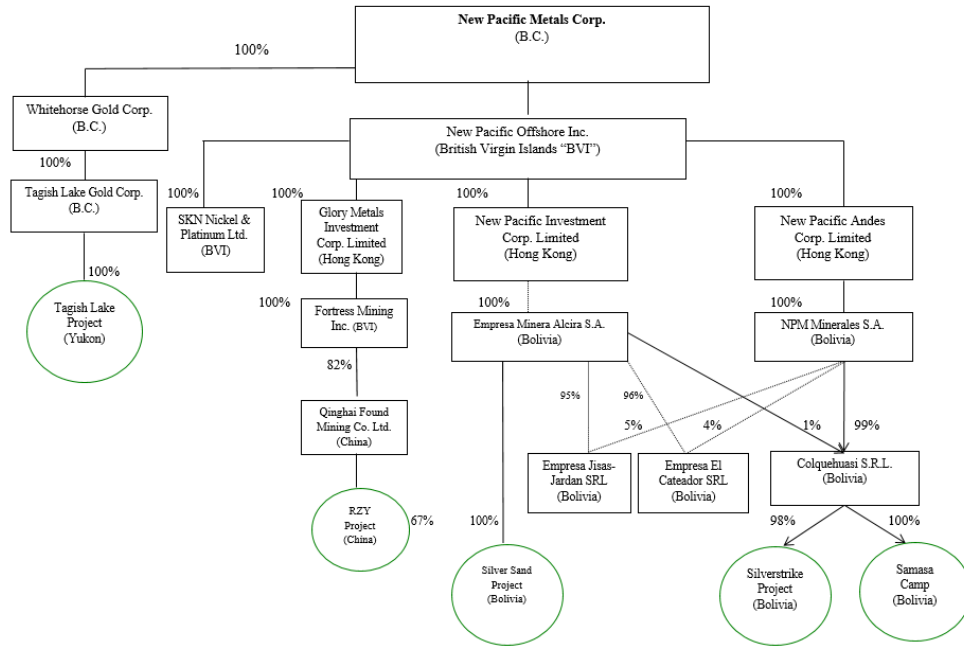 New Pacific Metals Corp.
(B.C.)
100%
Whitehorse Gold Corp.
(B.C.)
New Pacific Offshore Inc.
(British Virgin Islands “BVI”)
100%
Tagish Lake Gold Corp.
(B.C.)
100%
SKN Nickel &
Platinum Ltd.
(BVI)
100%
Glory Metals
Investment
Corp. Limited
(Hong Kong)
100%
New Pacific Investment
Corp. Limited
(Hong Kong)
100%
New Pacific Andes
Corp. Limited
(Hong Kong)
100%
Tagish Lake
Project
(Yukon)
100%
Fortress Mining
Inc. (BVI)
100%
Empresa Minera Alcira S.A.
(Bolivia)
100%
NPM Minerales S.A.
(Bolivia)
82%
95%
96%
5%
4%
1%
99%
Qinghai Found
Mining Co. Ltd.
(China)
Empresa Jisas-
Jardan SRL
(Bolivia)
Empresa El
Cateador SRL
(Bolivia)
Colquehuasi S.R.L.
(Bolivia)
RZY
Project
(China)
67%
100%
98%
100%
Silver Sand
Project
(Bolivia)
Silverstrike
Project
(Bolivia)
Samasa
Camp
(Bolivia)